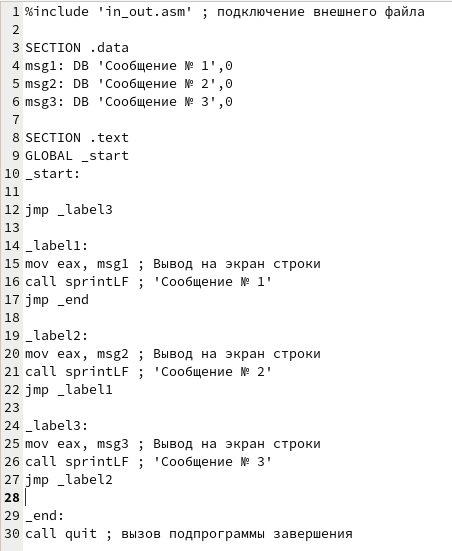 1 %include 'in_out.asm' ; подключение внешнего файла
2
3 SECTION .data
4 msg1: DB 'Сообщение № 1',0
5 msg2: DB 'Сообщение № 2',0
6 msg3: DB 'Сообщение № 3',0
7
8 SECTION .text
9 GLOBAL _start
10 _start:
11
12 jmp _label3
13
14 _label1:
15 mov eax, msg1 ; Вывод на экран строки
16 call sprintLF ; 'Сообщение № 1'
17 jmp _end
18
19 _label2:
20 mov eax, msg2 ; Вывод на экран строки
21 call sprintLF ; 'Сообщение № 2'
22 jmp _label1
23
24 _label3:
25 mov eax, msg3 ; Вывод на экран строки
26 call sprintLF ; 'Сообщение № 3'
27 jmp _label2
28
29 _end:
30 call quit ; вызов подпрограммы завершения